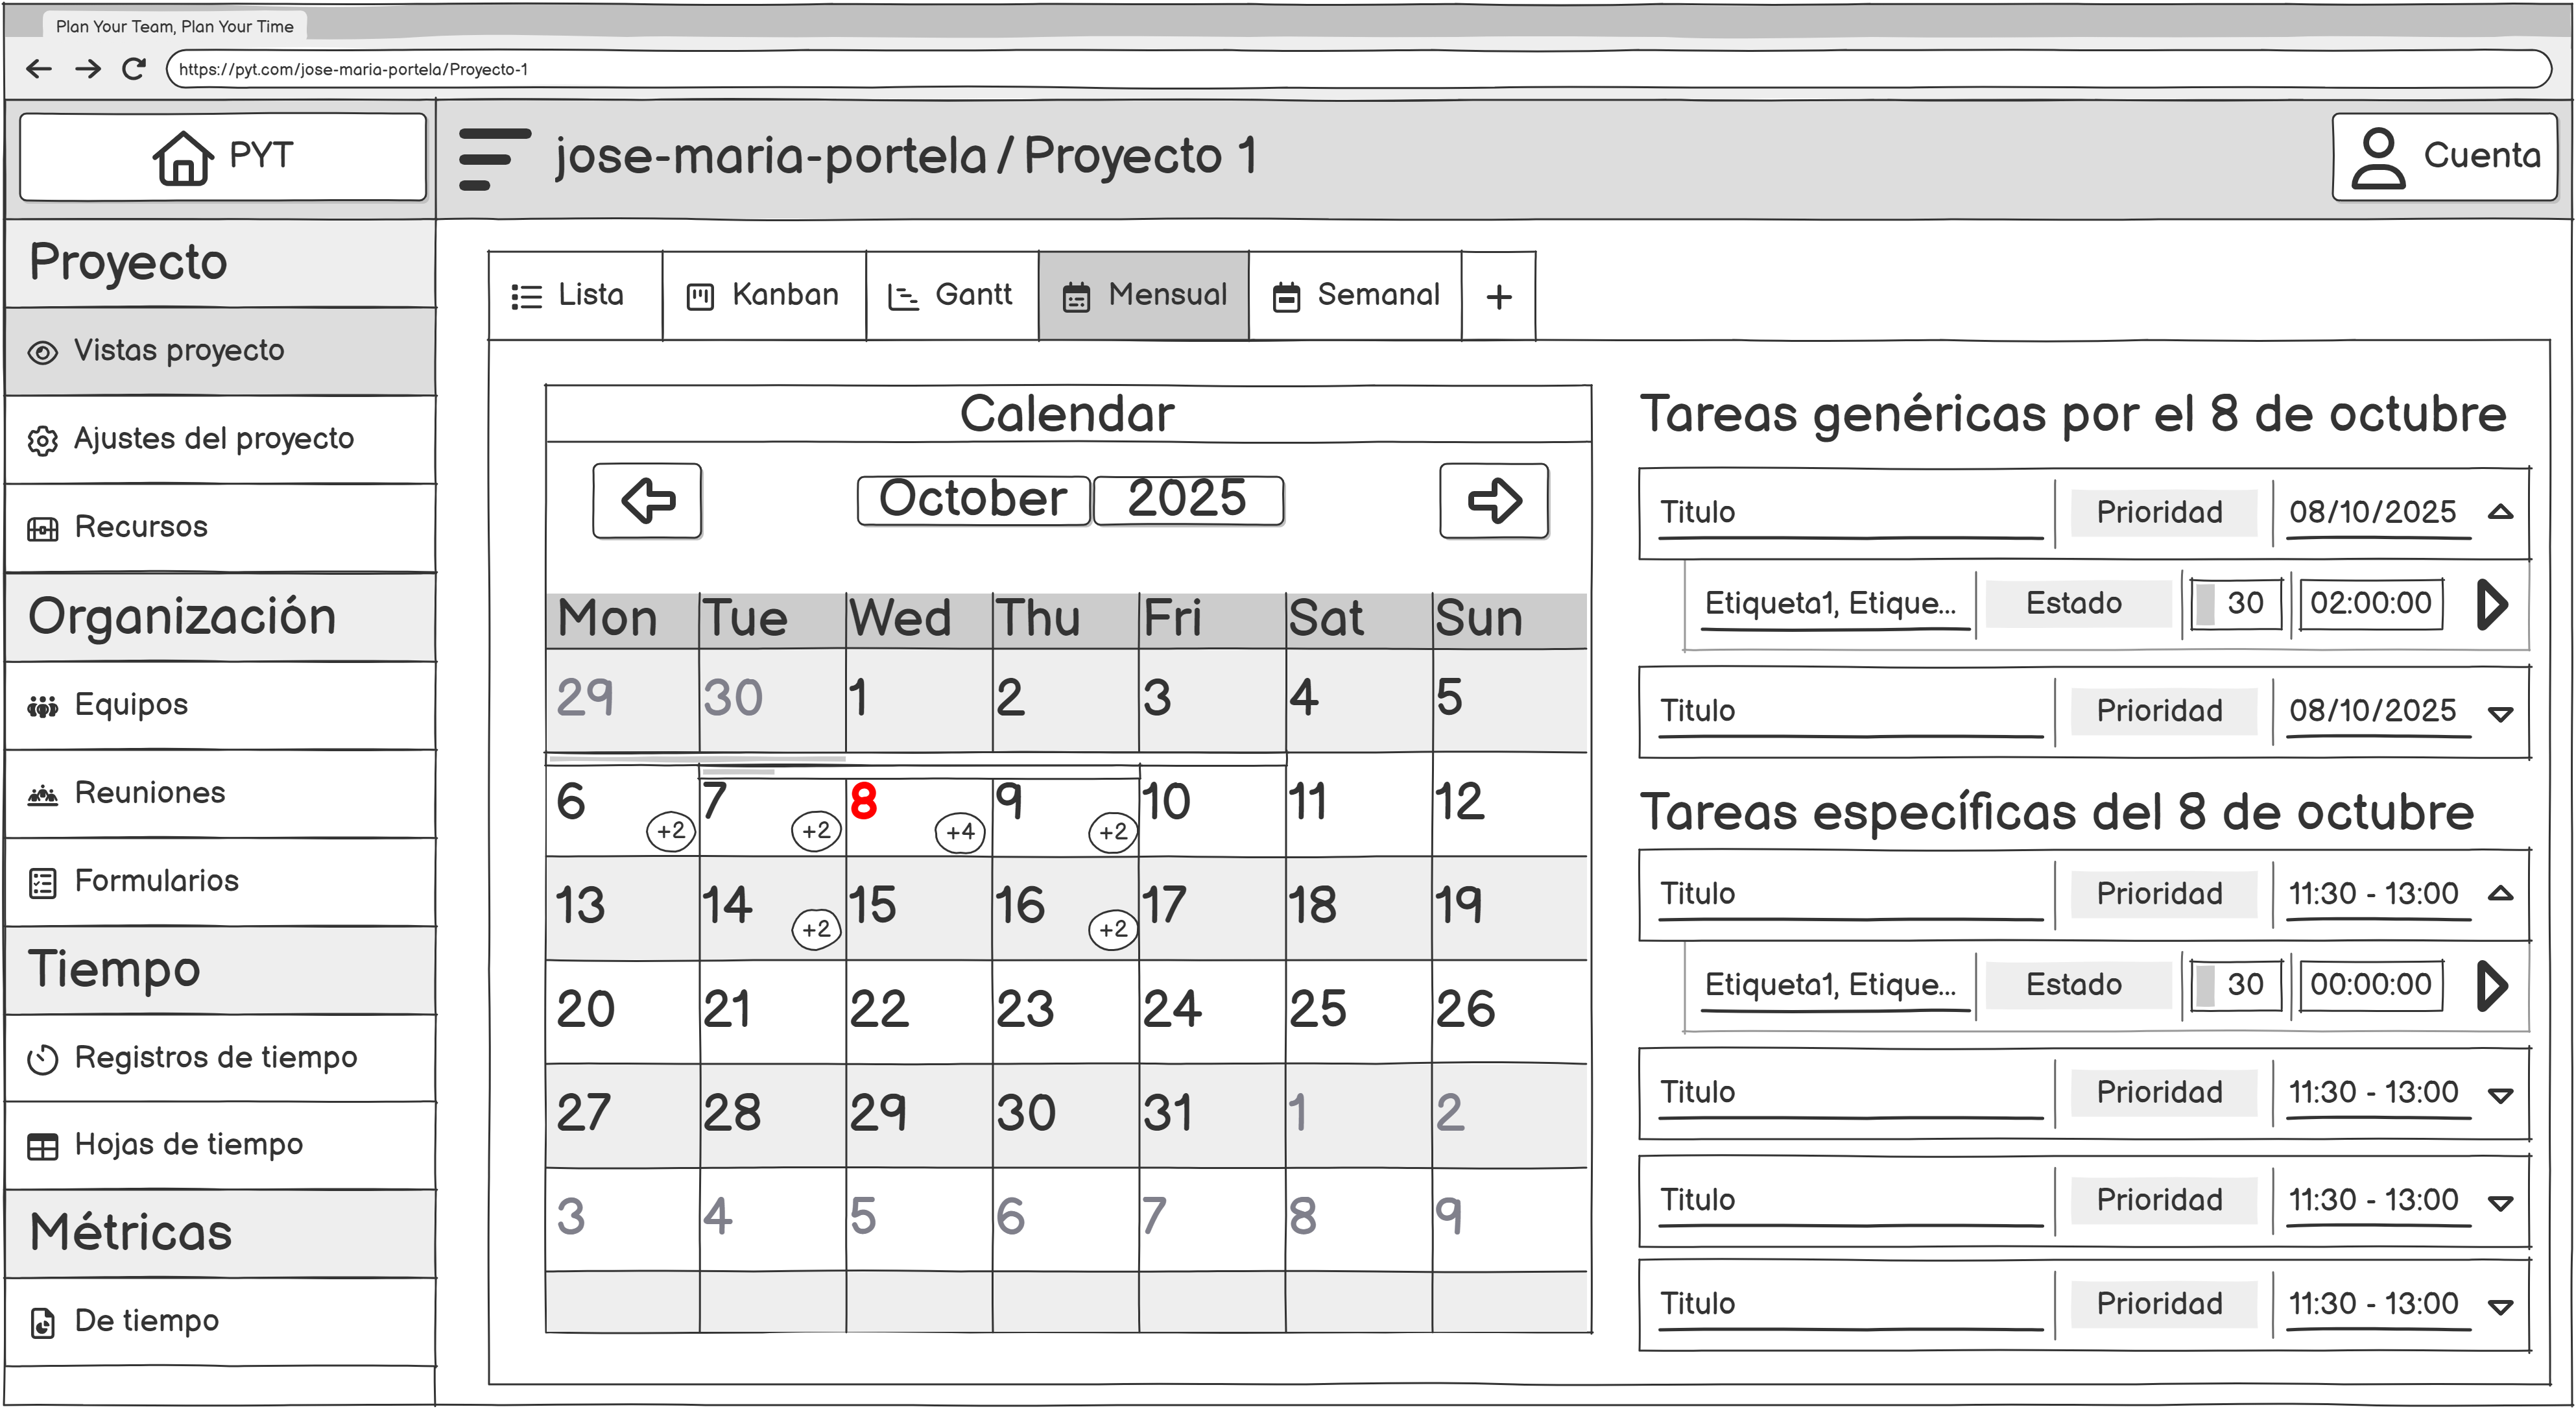 Plan Your Team, Plan Your Time
https://pyt.com/jose-maria-portela/Proyecto-1
PYT
jose-maria-portela / Proyecto 1
Cuenta
Proyecto
Vistas proyecto
Ajustes del proyecto
Recursos
Organización
Equipos
Reuniones
Formularios
Tiempo
Registros de tiempo
Hojas de tiempo
Métricas
De tiempo
Lista Kanban Gantt Mensual Semanal +
Calendar
October 2025
Mon Tue Wed Thu Fri Sat Sun
29 30 1 2 3 4 5
6 7 8 9 10 11 12
+2 +2 +4 +2
13 14 15 16 17 18 19
+2 +2
20 21 22 23 24 25 26
27 28 29 30 31 1 2
3 4 5 6 7 8 9
Tareas genéricas por el 8 de octubre
Titulo Prioridad 08/10/2025
Etiqueta1, Etique... Estado 30 02:00:00
Titulo Prioridad 08/10/2025
Tareas específicas del 8 de octubre
Titulo Prioridad 11:30 - 13:00
Etiqueta1, Etique... Estado 30 00:00:00
Titulo Prioridad 11:30 - 13:00
Titulo Prioridad 11:30 - 13:00
Titulo Prioridad 11:30 - 13:00